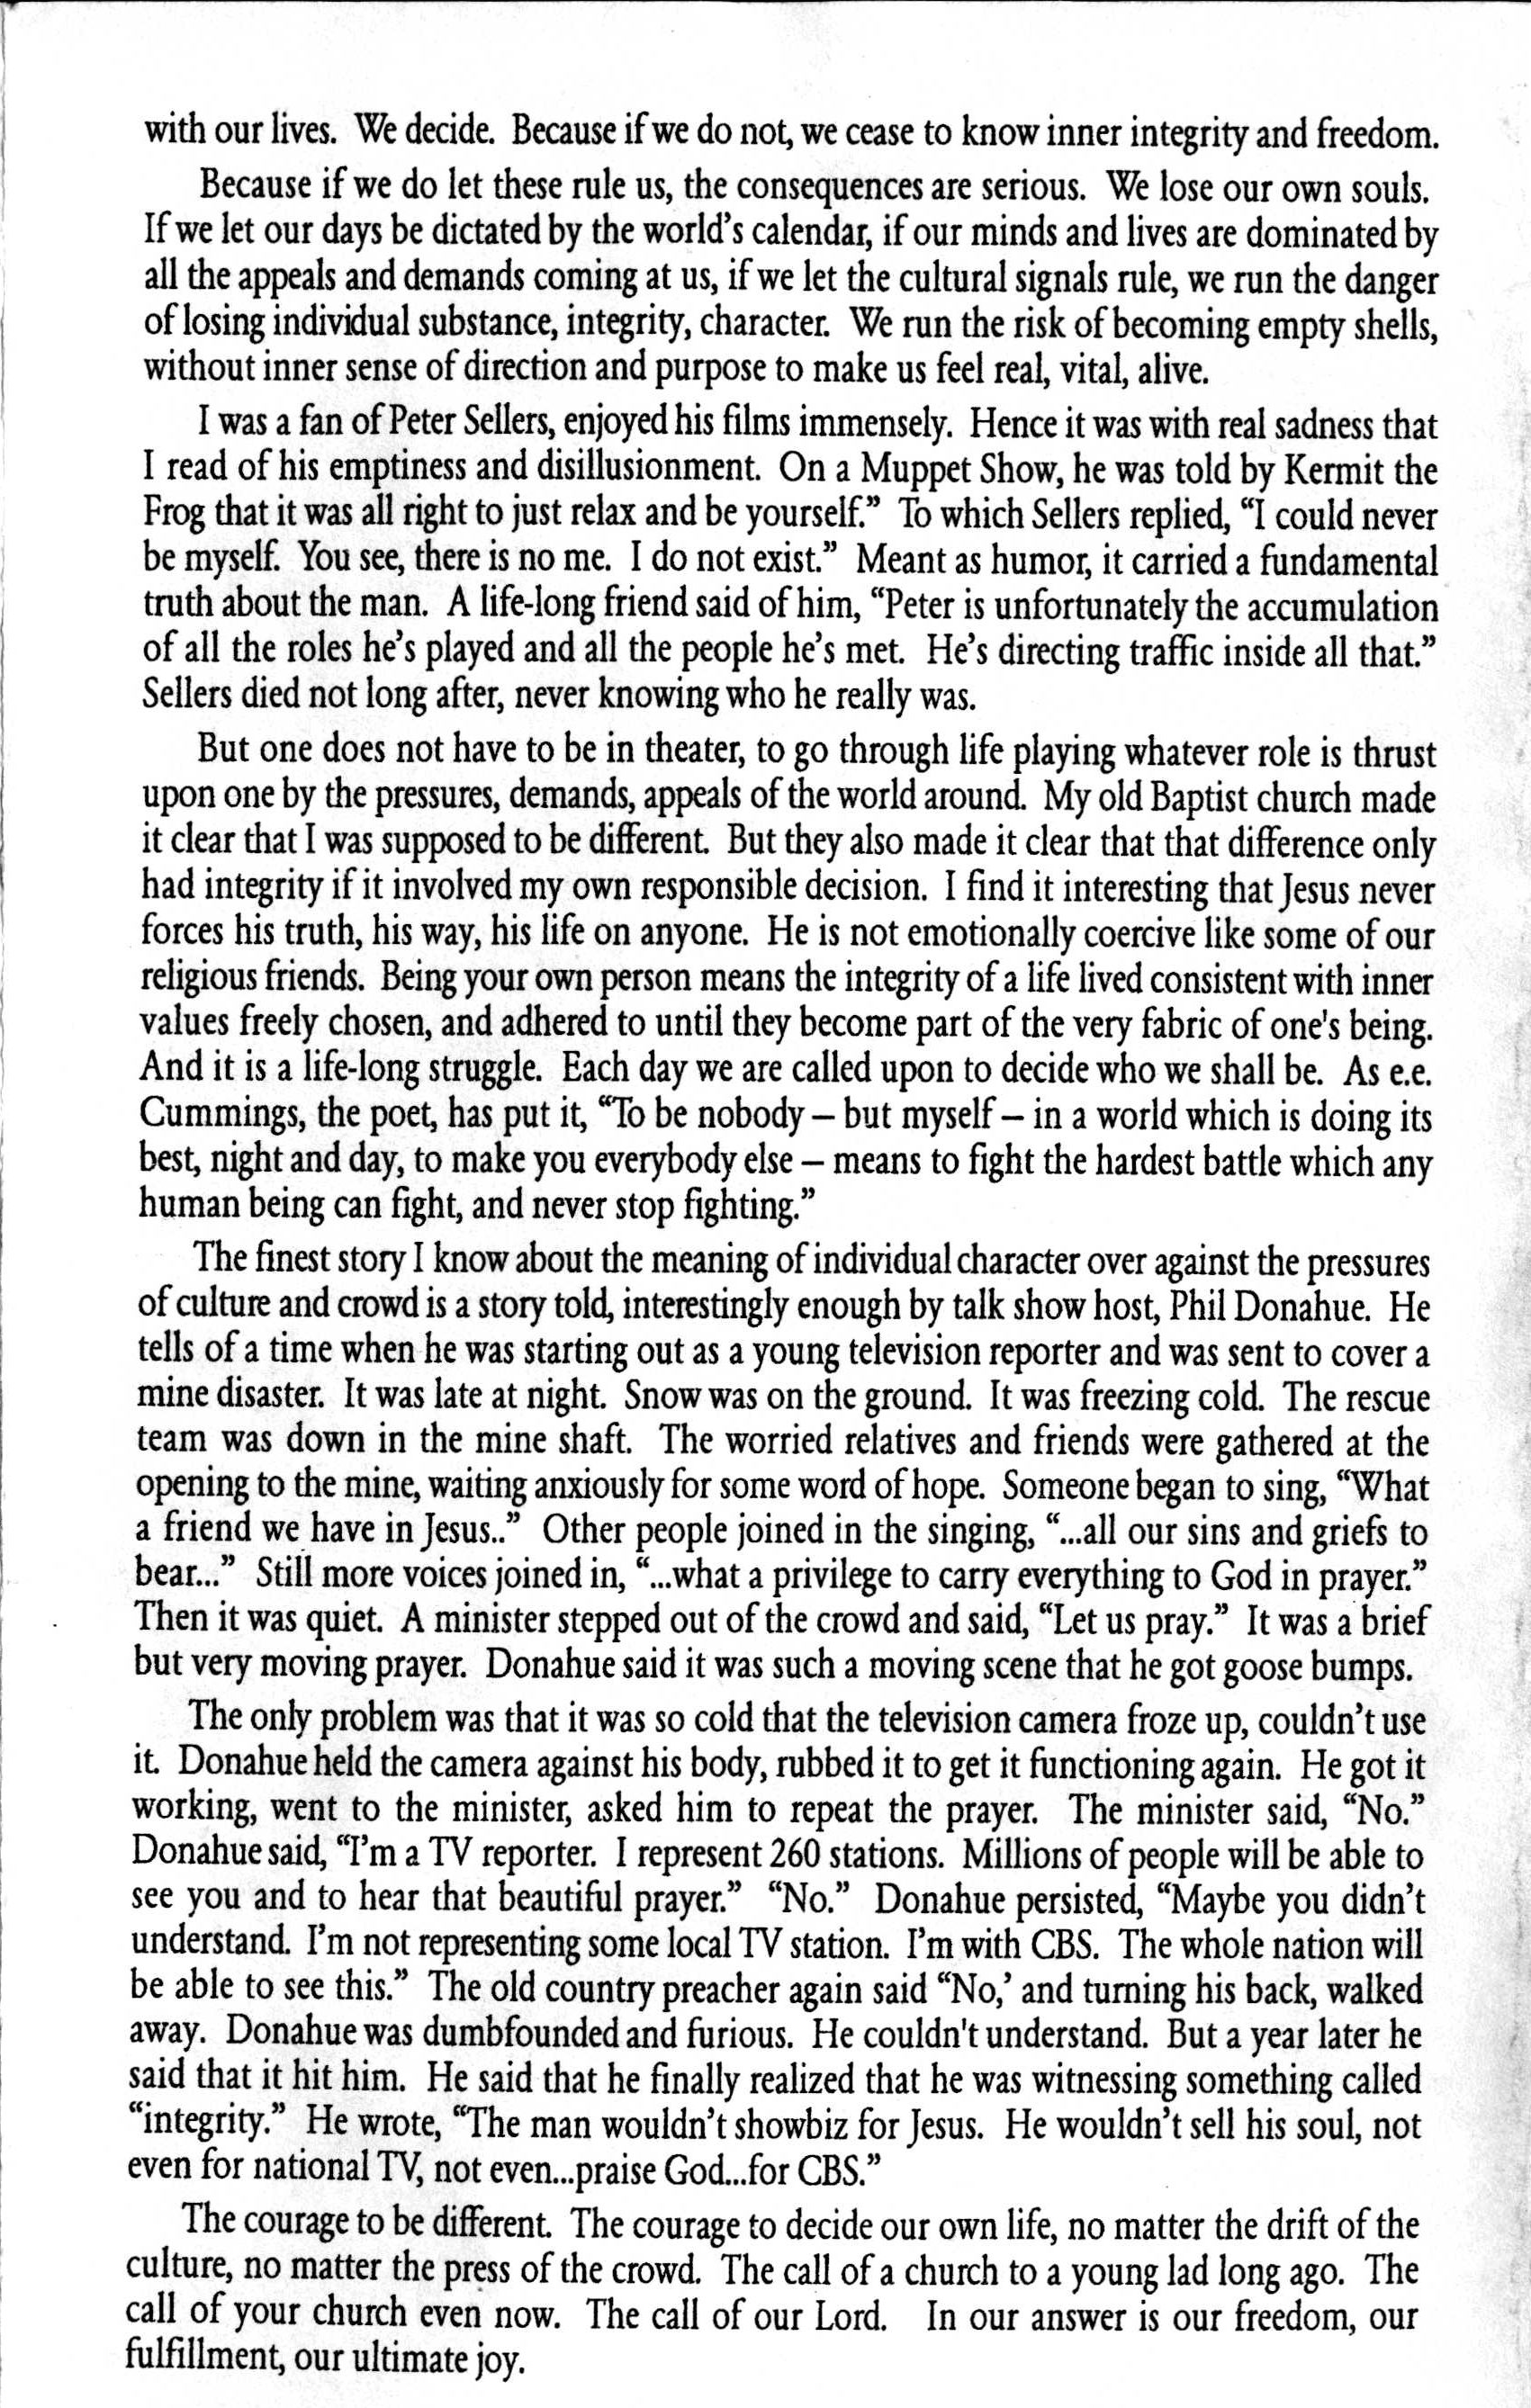 with our lives. We decide. Because if we do not, we cease to know inner integrity and freedom.
Because if we do let these rule us, the consequences are serious. We lose our own souls.
If we let our days be dictated by the world's calendar, if our minds and lives are dominated by
all the appeals and demands coming at us, if we let the cultural signals rule, we run the danger
of losing individual substance, integrity, character. We run the risk of becoming empty shells,
without inner sense of direction and purpose to make us feel real, vital, alive.
I was a fan of Peter Sellers, enjoyed his films immensely. Hence it was with real sadness that
I read of his emptiness and disillusionment. On a Muppet Show, he was told by Kermit the
Frog that it was all right to just relax and be yourself.” To which Sellers replied, “I could never
be myself. You see, there is no me. I do not exist.” Meant as humor, it carried a fundamental
truth about the man. A life-long friend said of him, “Peter is unfortunately the accumulation
of all the roles he’s played and all the people he’s met. He’s directing traffic inside all that.”
Sellers died not long after, never knowing who he really was.
But one does not have to be in theater, to go through life playing whatever role is thrust
upon one by the pressures, demands, appeals of the world around. My old Baptist church made
it clear that I was supposed to be different. But they also made it clear that that difference only
had integrity if it involved my own responsible decision. I find it interesting that Jesus never
forces his truth, his way, his life on anyone. He is not emotionally coercive like some of our
religious friends. Being your own person means the integrity of a life lived consistent with inner
values freely chosen, and adhered to until they become part of the very fabric of one's being.
And it is a life-long struggle. Each day we are called upon to decide who we shall be. As e.e.
Cummings, the poet, has put it, “To be nobody – but myself – in a world which is doing its
best, night and day, to make you everybody else – means to fight the hardest battle which any
human being can fight, and never stop fighting.”
The finest story I know about the meaning of individual character over against the pressures
of culture and crowd is a story told, interestingly enough by talk show host, Phil Donahue. He
tells of a time when he was starting out as a young television reporter and was sent to cover a
mine disaster. It was late at night. Snow was on the ground. It was freezing cold. The rescue
team was down in the mine shaft. The worried relatives and friends were gathered at the
opening to the mine, waiting anxiously for some word of hope. Someone began to sing, “What
a friend we have in Jesus..” Other people joined in the singing, “...all our sins and griefs to
bear...” Still more voices joined in, “...what a privilege to carry everything to God in prayer.”
Then it was quiet. A minister stepped out of the crowd and said, “Let us pray.” It was a brief
but very moving prayer. Donahue said it was such a moving scene that he got goose bumps.
The only problem was that it was so cold that the television camera froze up, couldn’t use
it. Donahue held the camera against his body, rubbed it to get it functioning again. He got it
working, went to the minister, asked him to repeat the prayer. The minister said, “No.”
Donahue said, “I’m a TV reporter. I represent 260 stations. Millions of people will be able to
see you and to hear that beautiful prayer.” “No.” Donahue persisted, “Maybe you didn’t
understand. I’m not representing some local TV station. I’m with CBS. The whole nation will
be able to see this.” The old country preacher again said “No,’ and turning his back, walked
away. Donahue was dumbfounded and furious. He couldn't understand. But a year later he
said that it hit him. He said that he finally realized that he was witnessing something called
“integrity.” He wrote, “The man wouldn’t showbiz for Jesus. He wouldn’t sell his soul, not
even for national TV, not even...praise God...for CBS.”
The courage to be different. The courage to decide our own life, no matter the drift of the
culture, no matter the press of the crowd. The call of a church to a young lad long ago. The
call of your church even now. The call of our Lord. In our answer is our freedom, our
fulfillment, our ultimate joy.